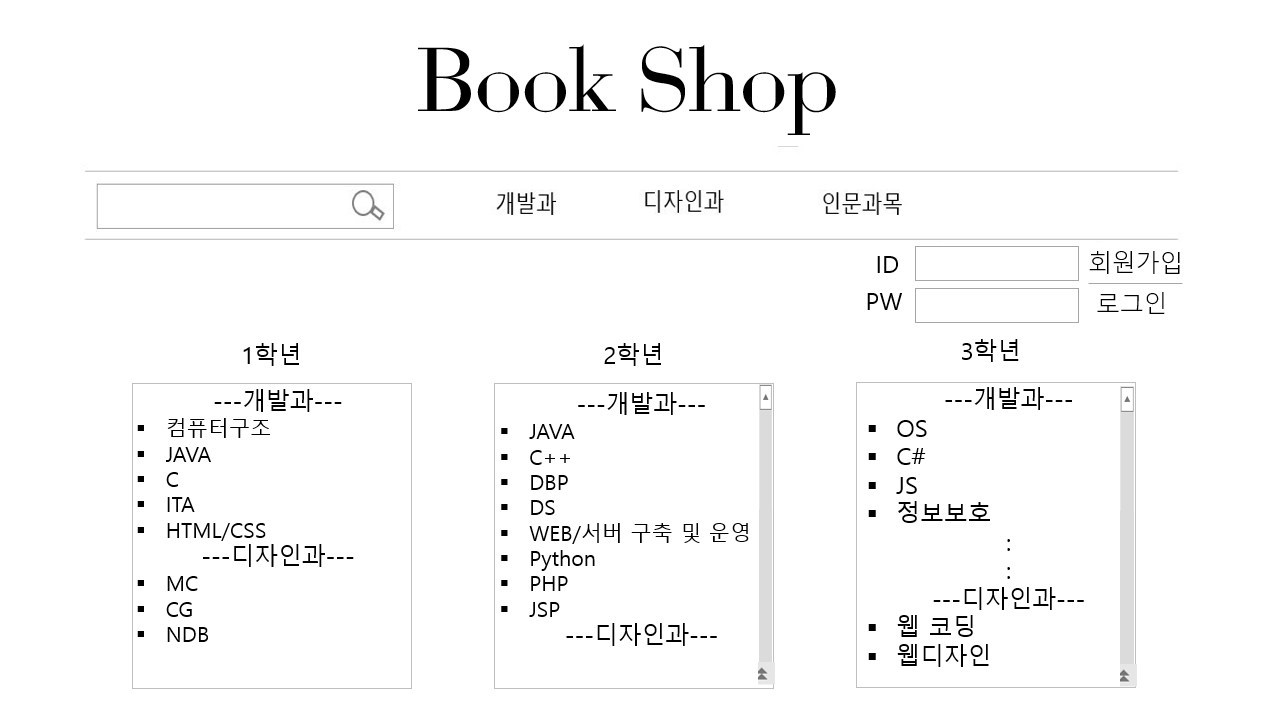 Book Shop
개발과 디자인과 인문과목
ID 회원가입
PW 로그인
1학년
---개발과---
▪ 컴퓨터구조
▪ JAVA
▪ C
▪ ITA
▪ HTML/CSS
---디자인과---
▪ MC
▪ CG
▪ NDB
2학년
---개발과---
▪ JAVA
▪ C++
▪ DBP
▪ DS
▪ WEB/서버 구축 및 운영
▪ Python
▪ PHP
▪ JSP
---디자인과---
3학년
---개발과---
▪ OS
▪ C#
▪ JS
▪ 정보보호
:
:
---디자인과---
▪ 웹 코딩
▪ 웹디자인